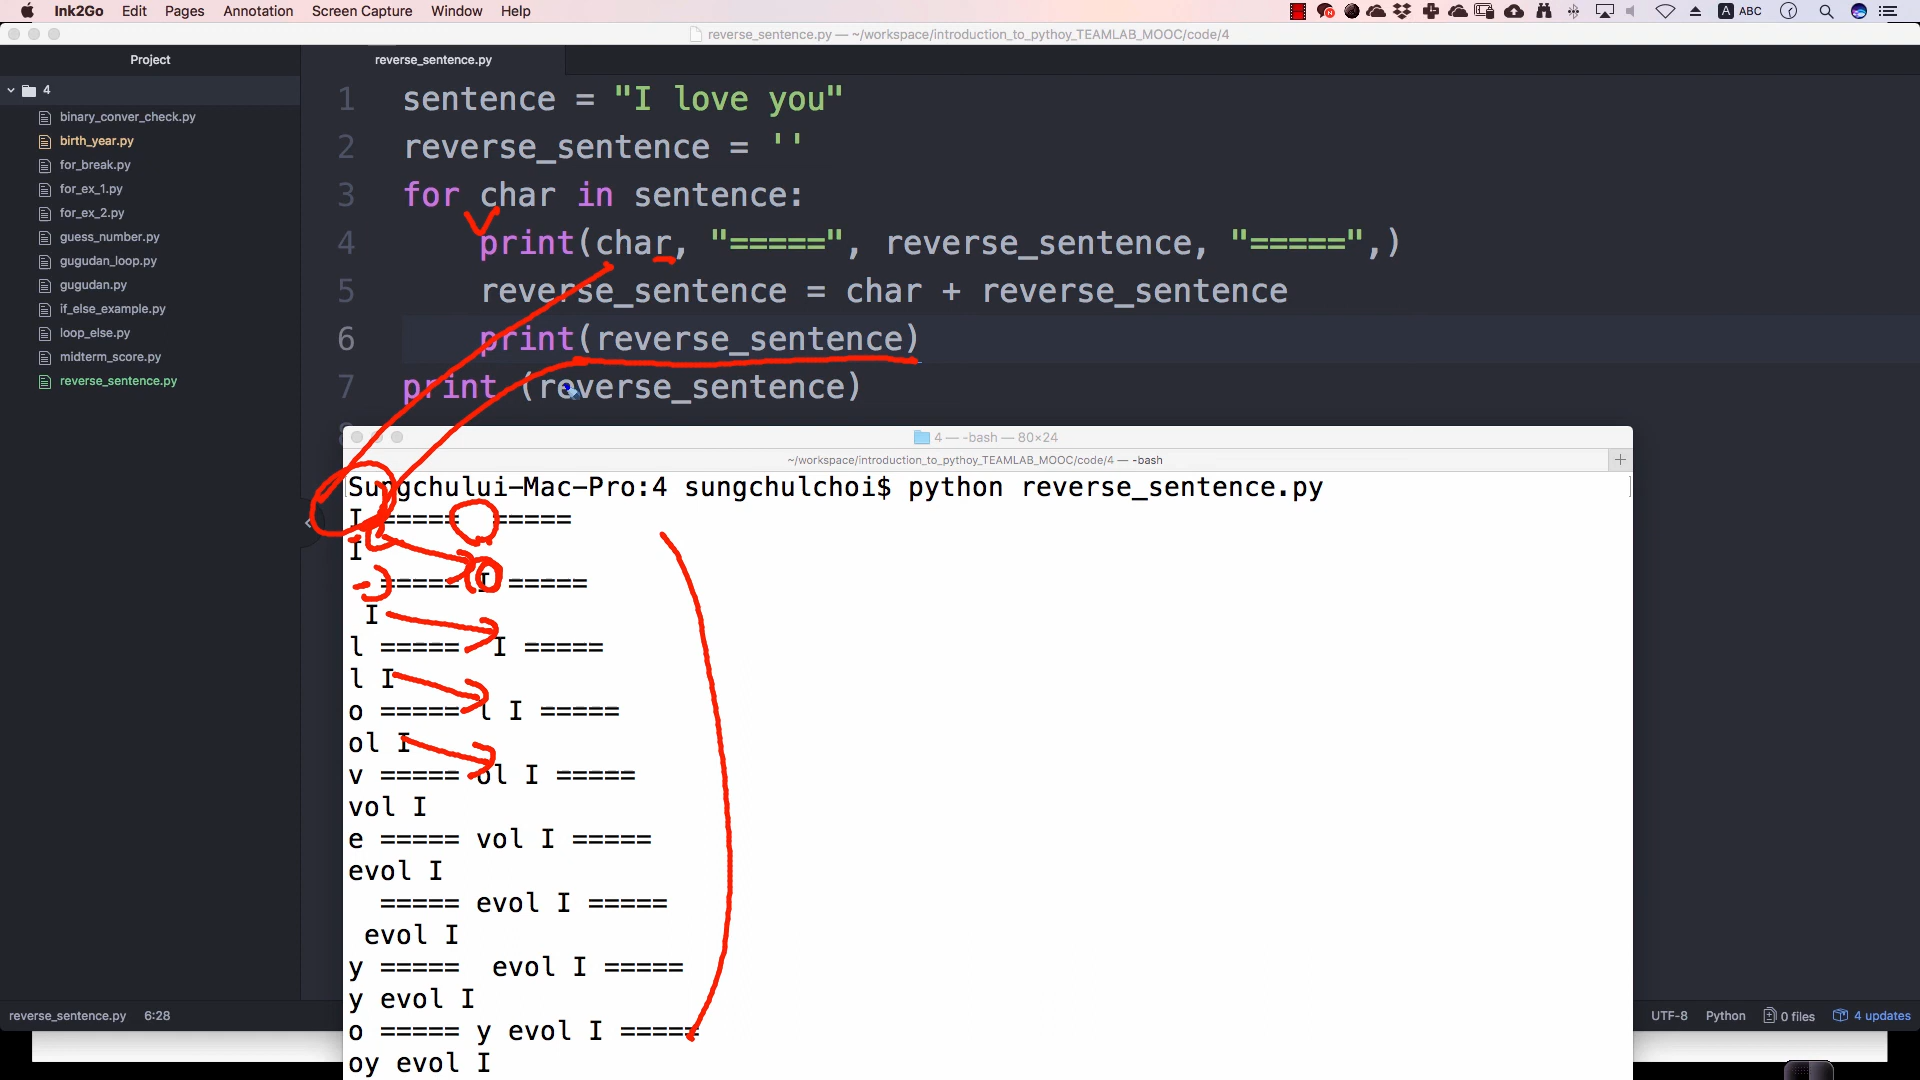 Ink2Go Edit Pages Annotation Screen Capture Window Help A ABC
reverse_sentence.py — ~/workspace/introduction_to_pythoy_TEAMLAB_MOOC/code/4
Project
reverse_sentence.py
4
binary_conver_check.py
birth_year.py
for_break.py
for_ex_1.py
for_ex_2.py
guess_number.py
gugudan_loop.py
gugudan.py
if_else_example.py
loop_else.py
midterm_score.py
reverse_sentence.py
1 sentence = "I love you"
2 reverse_sentence = ''
3 for char in sentence:
4 print(char, "=====", reverse_sentence, "=====",)
5 reverse_sentence = char + reverse_sentence
6 print(reverse_sentence)
7 print (reverse_sentence)
4 — -bash — 80×24
~/workspace/introduction_to_pythoy_TEAMLAB_MOOC/code/4 — -bash +
Sungchului-Mac-Pro:4 sungchulchoi$ python reverse_sentence.py
I ===== =====
I
===== I =====
I
l ===== I =====
l I
o ===== l I =====
ol I
v ===== ol I =====
vol I
e ===== vol I =====
evol I
===== evol I =====
evol I
y ===== evol I =====
y evol I
o ===== y evol I =====
oy evol I
reverse_sentence.py 6:28 UTF-8 Python 0 files 4 updates